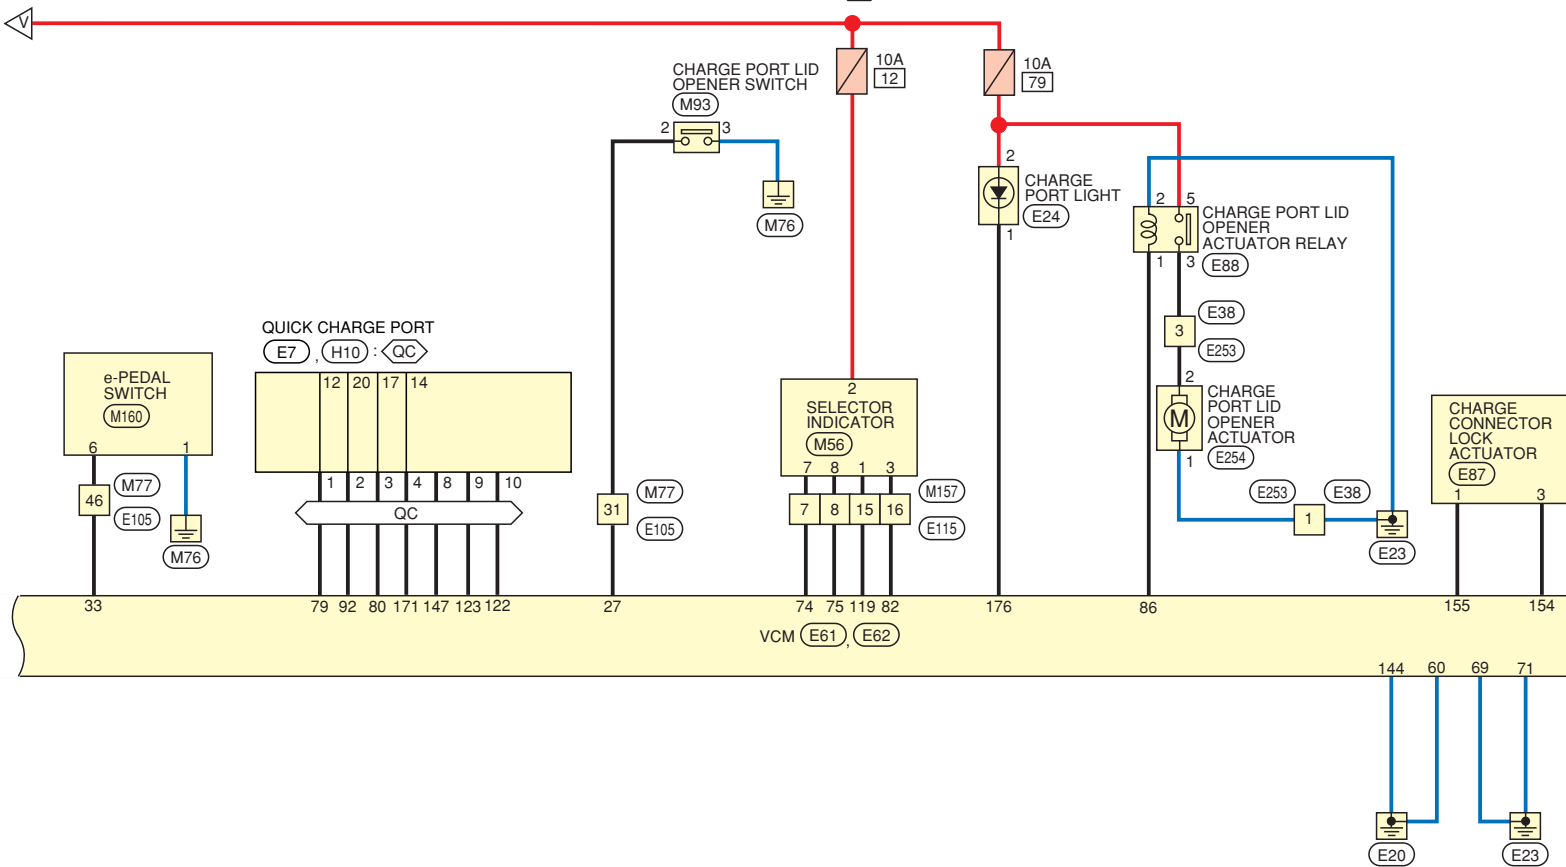 V
10A
12
10A
79
CHARGE PORT LID
OPENER SWITCH
M93
2 3
M76
2
CHARGE
PORT LIGHT
E24
1
2 5
CHARGE PORT LID
OPENER
ACTUATOR RELAY
E88
1 3
E38
3
E253
2
CHARGE
PORT LID
OPENER
ACTUATOR
E254
M
1
E253 E38
1
E23
QUICK CHARGE PORT
E7 , H10 : QC
12 20 17 14
1 2 3 4 8 9 10
QC
e-PEDAL
SWITCH
M160
6 1
M77
46
E105
M76
M77
31
E105
2
SELECTOR
INDICATOR
M56
7 8 1 3
M157
7 8 15 16
E115
CHARGE
CONNECTOR
LOCK
ACTUATOR
E87
1 3
33 79 92 80 171 147 123 122 27 74 75 119 82 176 86 155 154
VCM E61 , E62
144 60 69 71
E20 E23